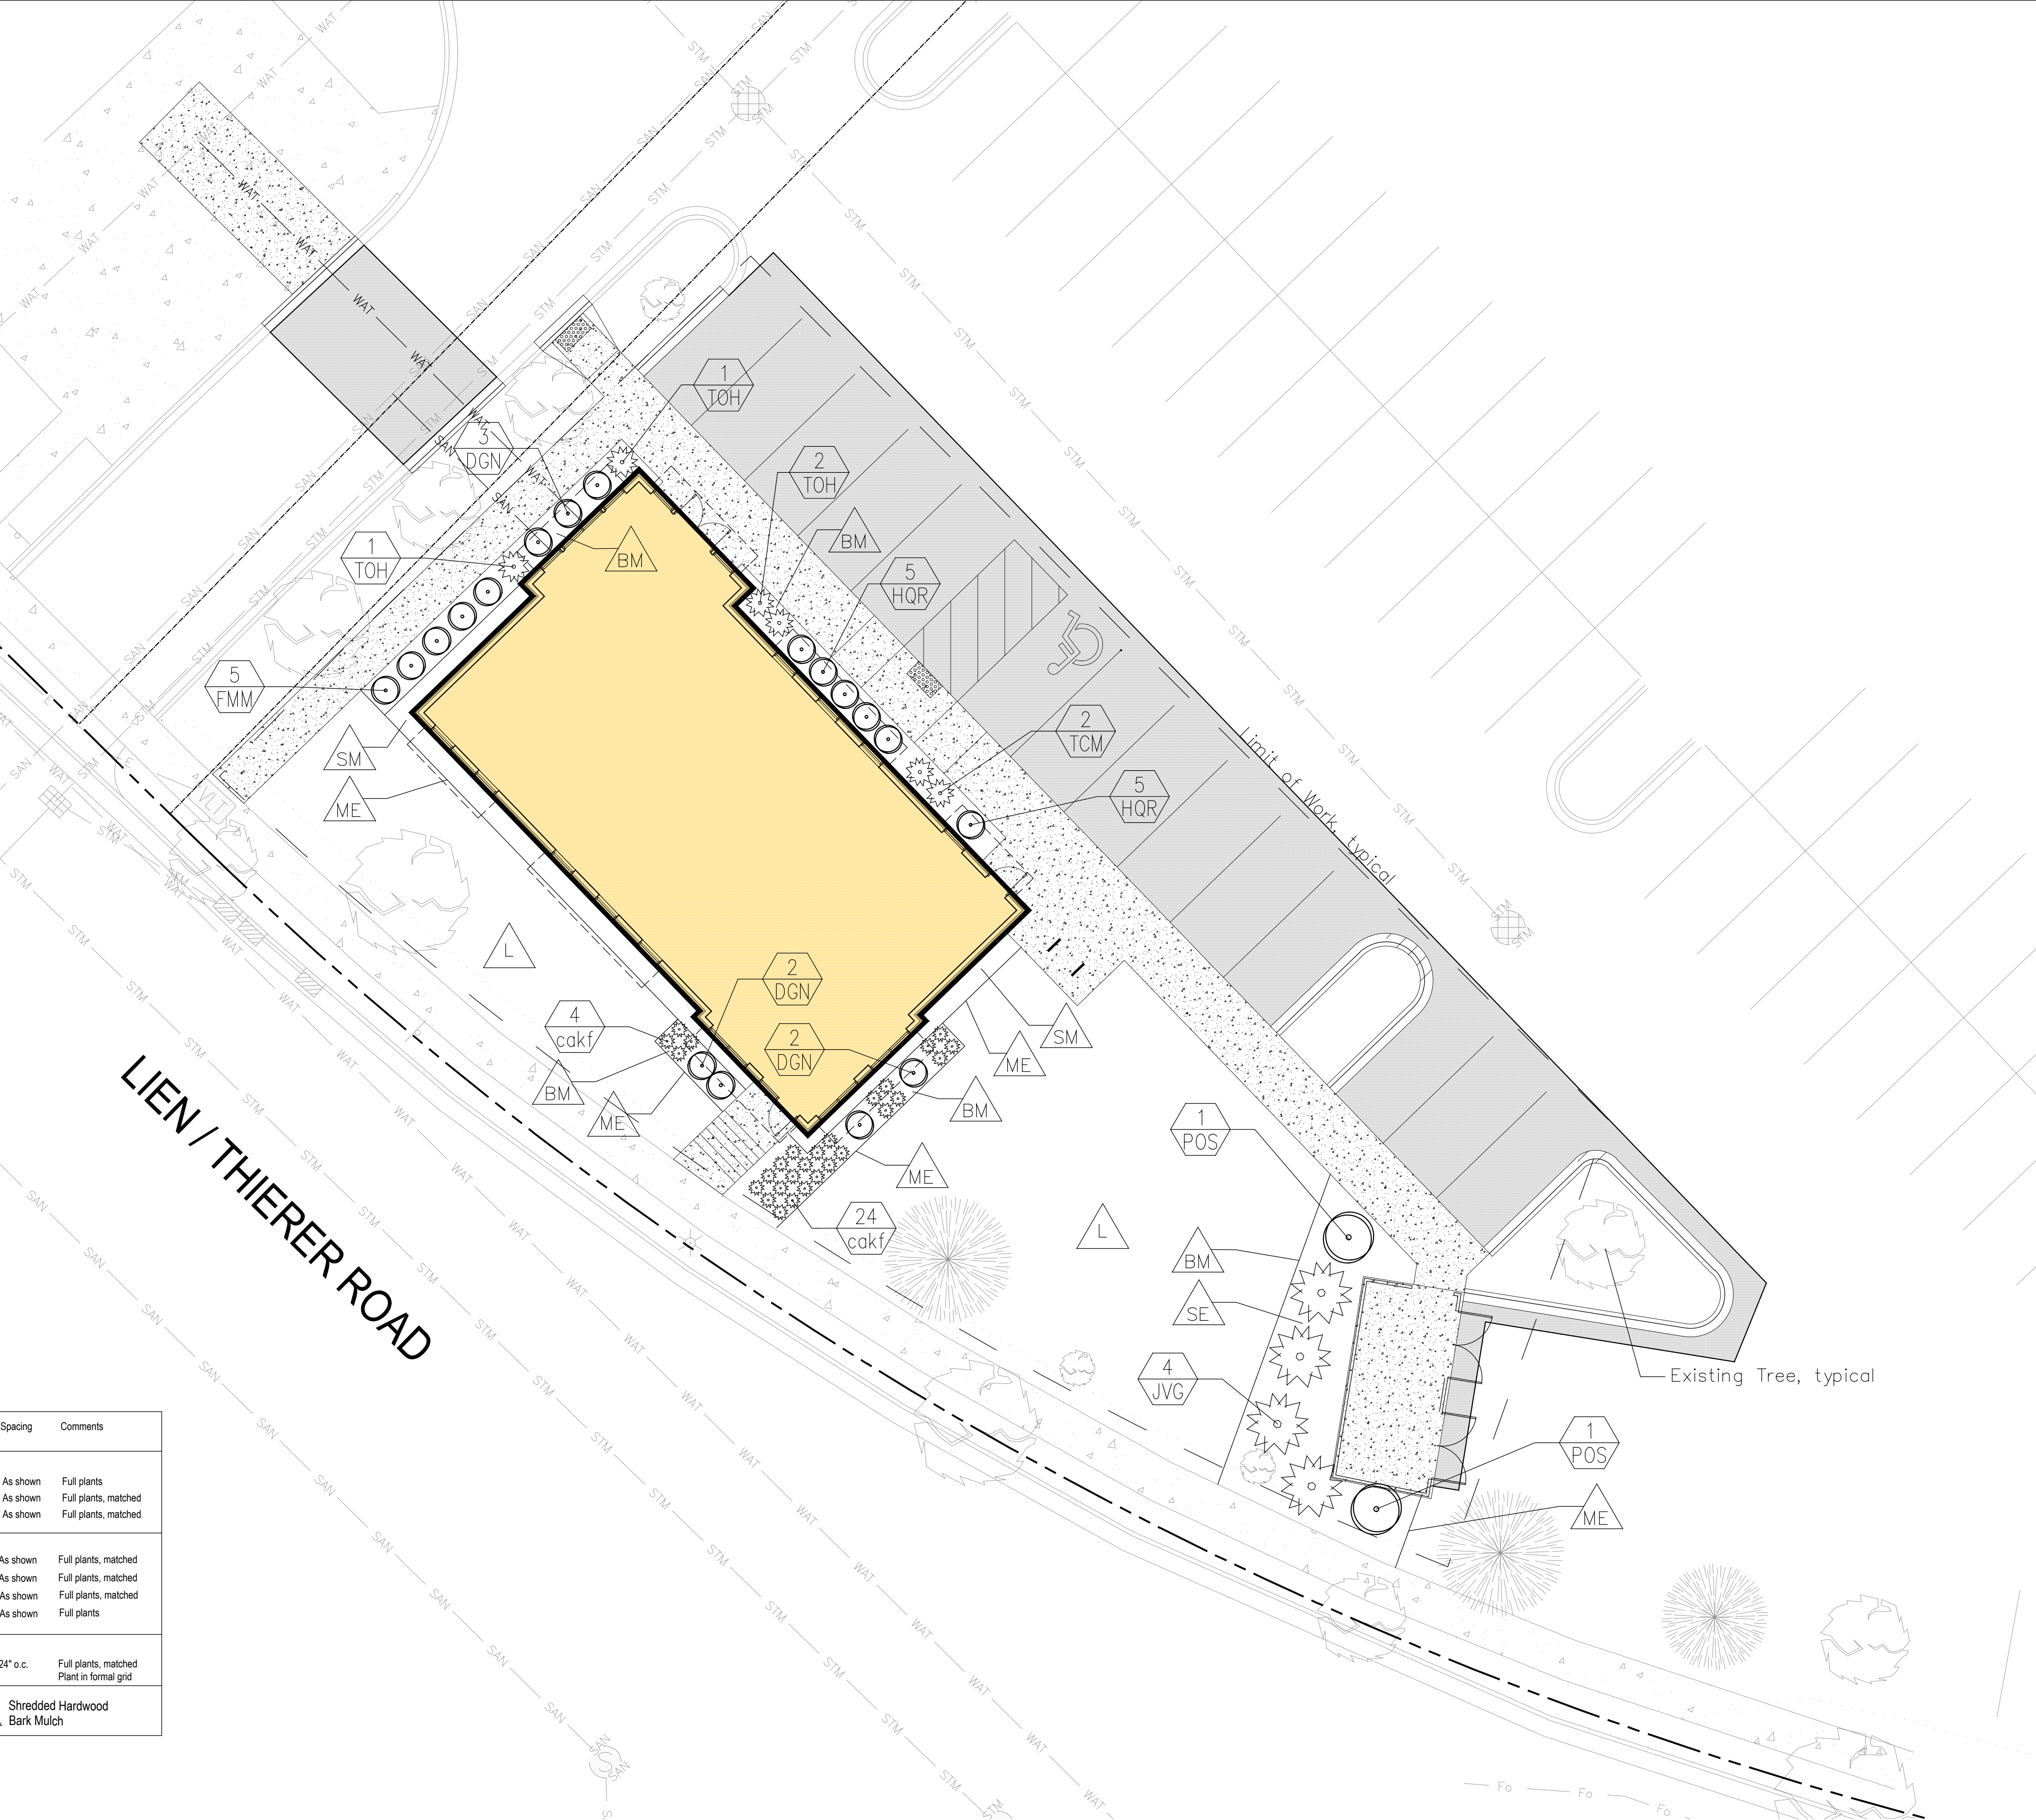 WAT
SAN
STM
1
TOH
3
DGN
2
TOH
BM
BM
1
TOH
5
HQR
5
FMM
SM
ME
2
TCM
5
HQR
Limit of Work, typical
VLT
E
L
2
DGN
4
cakf
2
DGN
BM
ME
SM
ME
BM
ME
24
cakf
L
1
POS
BM
SE
4
JVG
Existing Tree, typical
1
POS
ME
LIEN / THIERER ROAD
Spacing Comments
As shown Full plants
As shown Full plants, matched
As shown Full plants, matched
As shown Full plants, matched
As shown Full plants, matched
As shown Full plants, matched
As shown Full plants
24" o.c. Full plants, matched
Plant in formal grid
Shredded Hardwood
Bark Mulch
S
Fo
Fo
Fo